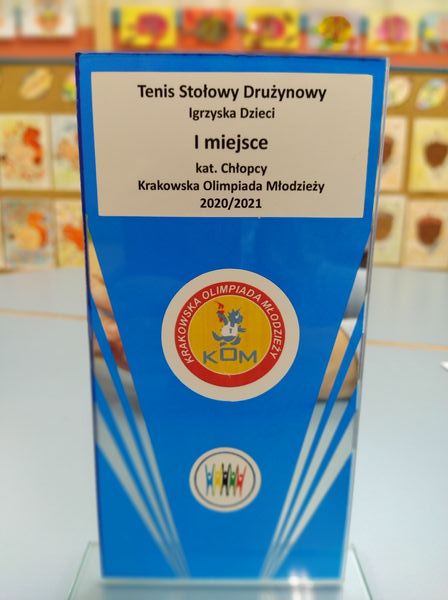 Tenis Stołowy Drużynowy
Igrzyska Dzieci
I miejsce
kat. Chłopcy
Krakowska Olimpiada Młodzieży
2020/2021
KRAKOWSKA OLIMPIADA MŁODZIEŻY
KOM